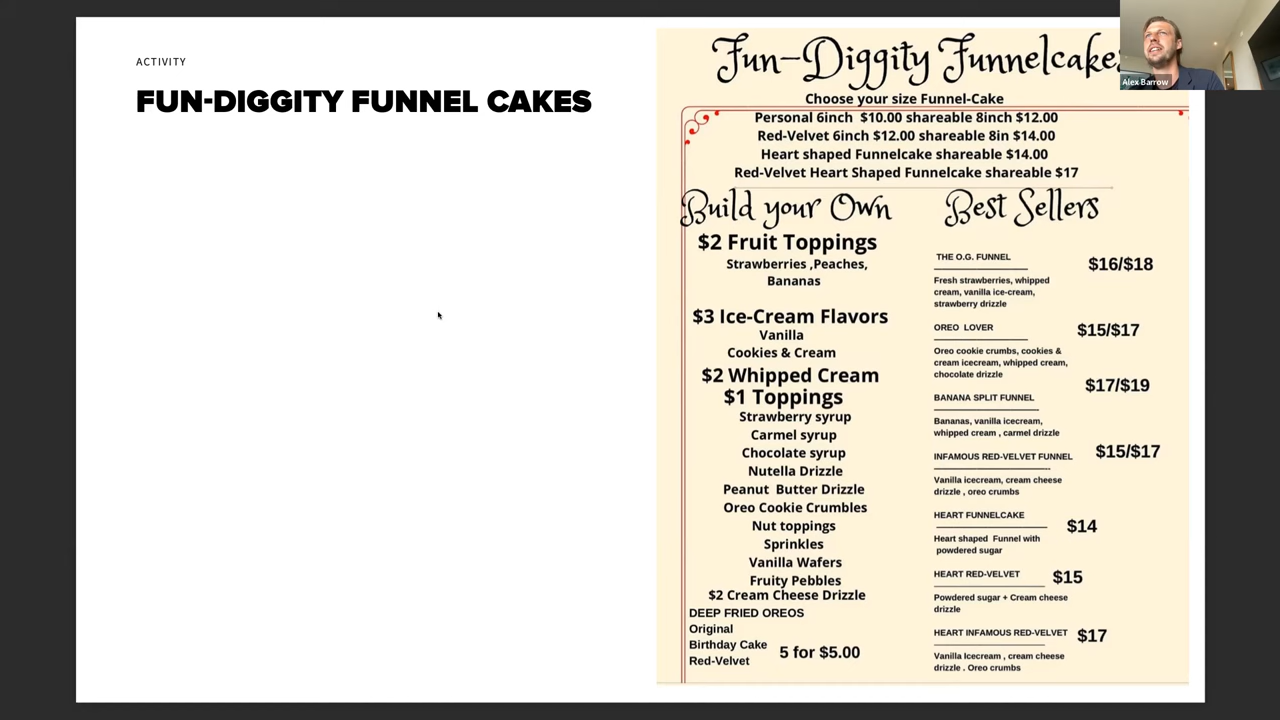 ACTIVITY
FUN-DIGGITY FUNNEL CAKES
Fun-Diggity Funnelcakes
Alex Barrow
Choose your size Funnel-Cake
Personal 6inch $10.00 shareable 8inch $12.00
Red-Velvet 6inch $12.00 shareable 8in $14.00
Heart shaped Funnelcake shareable $14.00
Red-Velvet Heart Shaped Funnelcake shareable $17
Build your Own
$2 Fruit Toppings
Strawberries ,Peaches,
Bananas
$3 Ice-Cream Flavors
Vanilla
Cookies & Cream
$2 Whipped Cream
$1 Toppings
Strawberry syrup
Carmel syrup
Chocolate syrup
Nutella Drizzle
Peanut Butter Drizzle
Oreo Cookie Crumbles
Nut toppings
Sprinkles
Vanilla Wafers
Fruity Pebbles
$2 Cream Cheese Drizzle
DEEP FRIED OREOS
Original
Birthday Cake
Red-Velvet
5 for $5.00
Best Sellers
THE O.G. FUNNEL
$16/$18
Fresh strawberries, whipped
cream, vanilla ice-cream,
strawberry drizzle
OREO LOVER
$15/$17
Oreo cookie crumbs, cookies &
cream icecream, whipped cream,
chocolate drizzle
$17/$19
BANANA SPLIT FUNNEL
Bananas, vanilla icecream,
whipped cream , carmel drizzle
INFAMOUS RED-VELVET FUNNEL
$15/$17
Vanilla icecream, cream cheese
drizzle , oreo crumbs
HEART FUNNELCAKE
$14
Heart shaped Funnel with
powdered sugar
HEART RED-VELVET
$15
Powdered sugar + Cream cheese
drizzle
HEART INFAMOUS RED-VELVET
$17
Vanilla Icecream , cream cheese
drizzle . Oreo crumbs